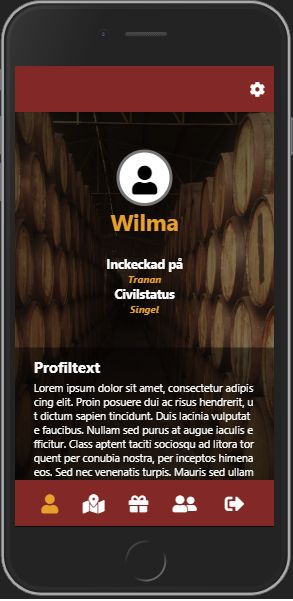 Wilma
Inckeckad på
Tranan
Civilstatus
Singel
Profiltext
Lorem ipsum dolor sit amet, consectetur adipis
cing elit. Proin posuere dui ac risus hendrerit, u
t dictum sapien tincidunt. Duis lacinia vulputat
e faucibus. Nullam sed purus at augue iaculis e
fficitur. Class aptent taciti sociosqu ad litora tor
quent per conubia nostra, per inceptos himena
eos. Sed nec venenatis turpis. Mauris sed ullam